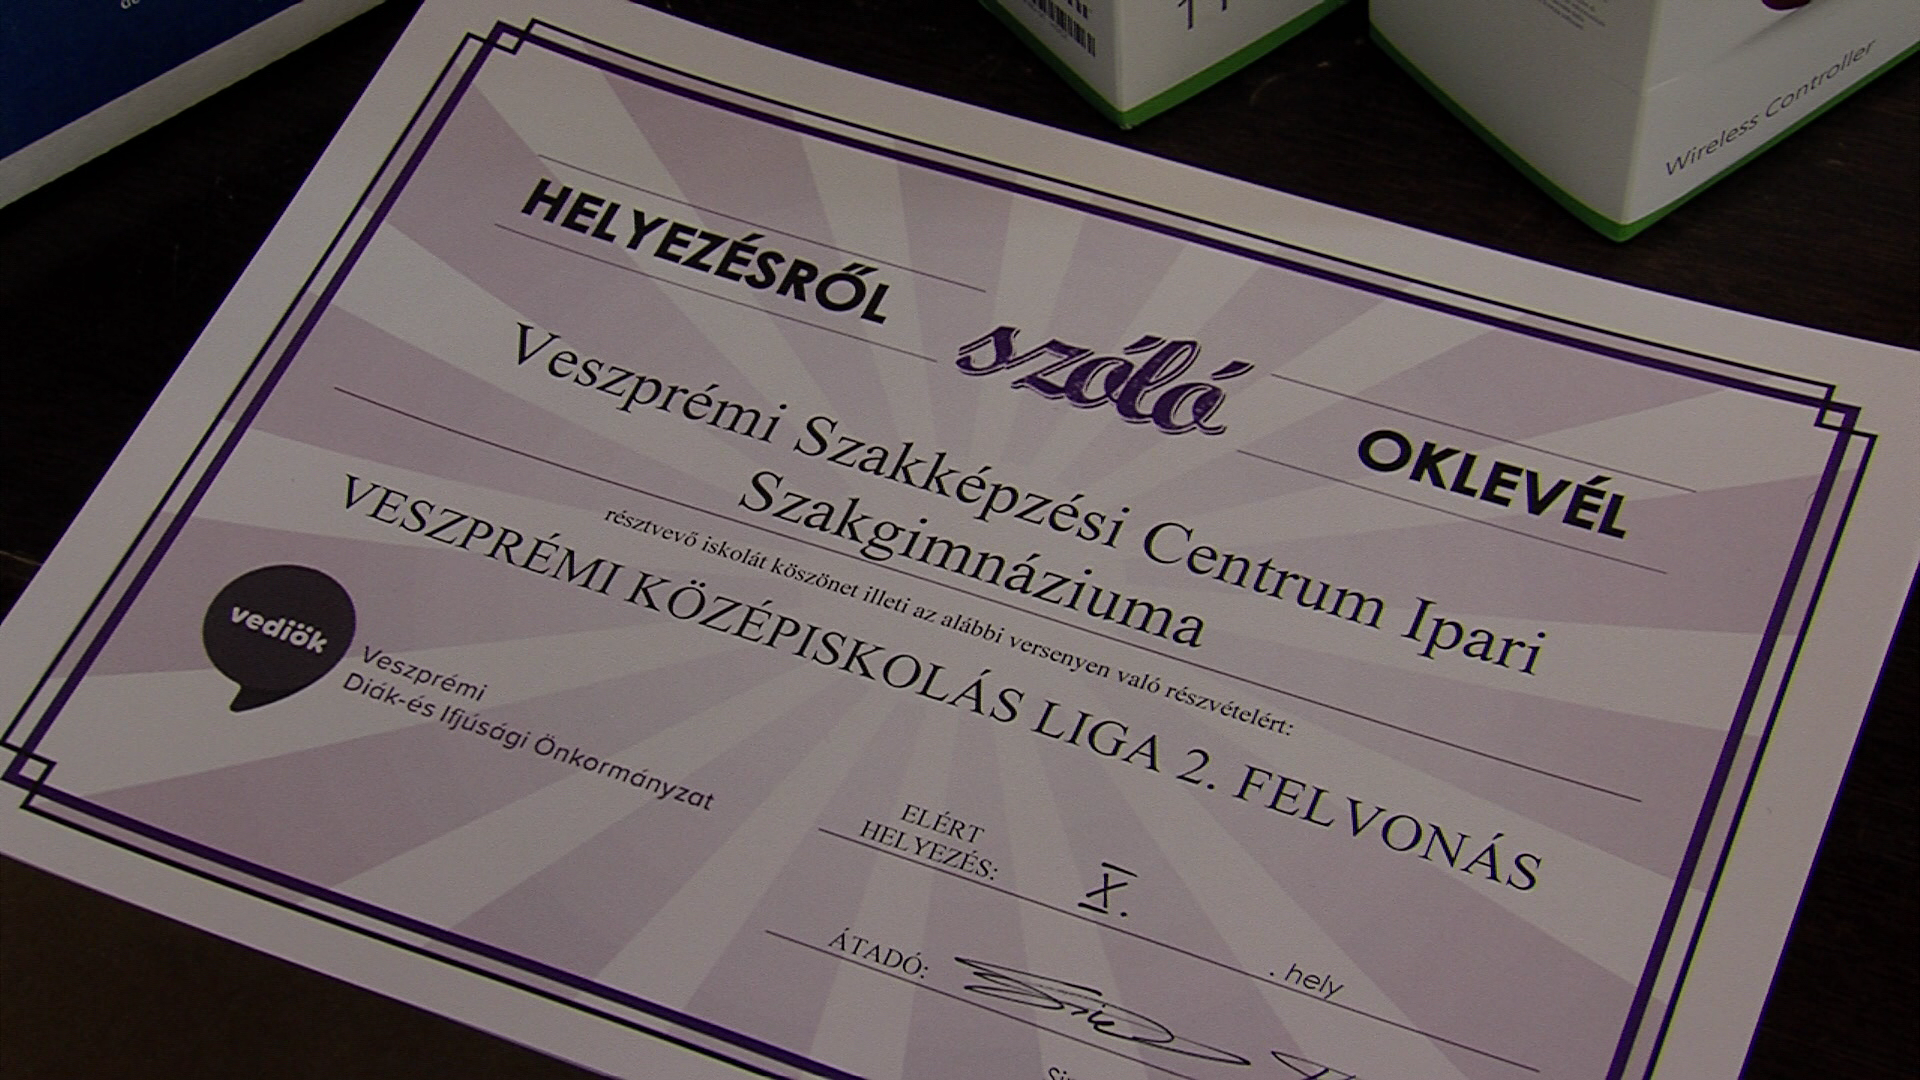 Wireless Controller
HELYEZÉSRŐL szóló OKLEVÉL
Veszprémi Szakképzési Centrum Ipari
Szakgimnáziuma
résztvevő iskolát köszönet illeti az alábbi versenyen való részvételért:
VESZPRÉMI KÖZÉPISKOLÁS LIGA 2. FELVONÁS
vediök
Veszprémi
Diák-és Ifjúsági Önkormányzat
ELÉRT
HELYEZÉS: X. . hely
ÁTADÓ: